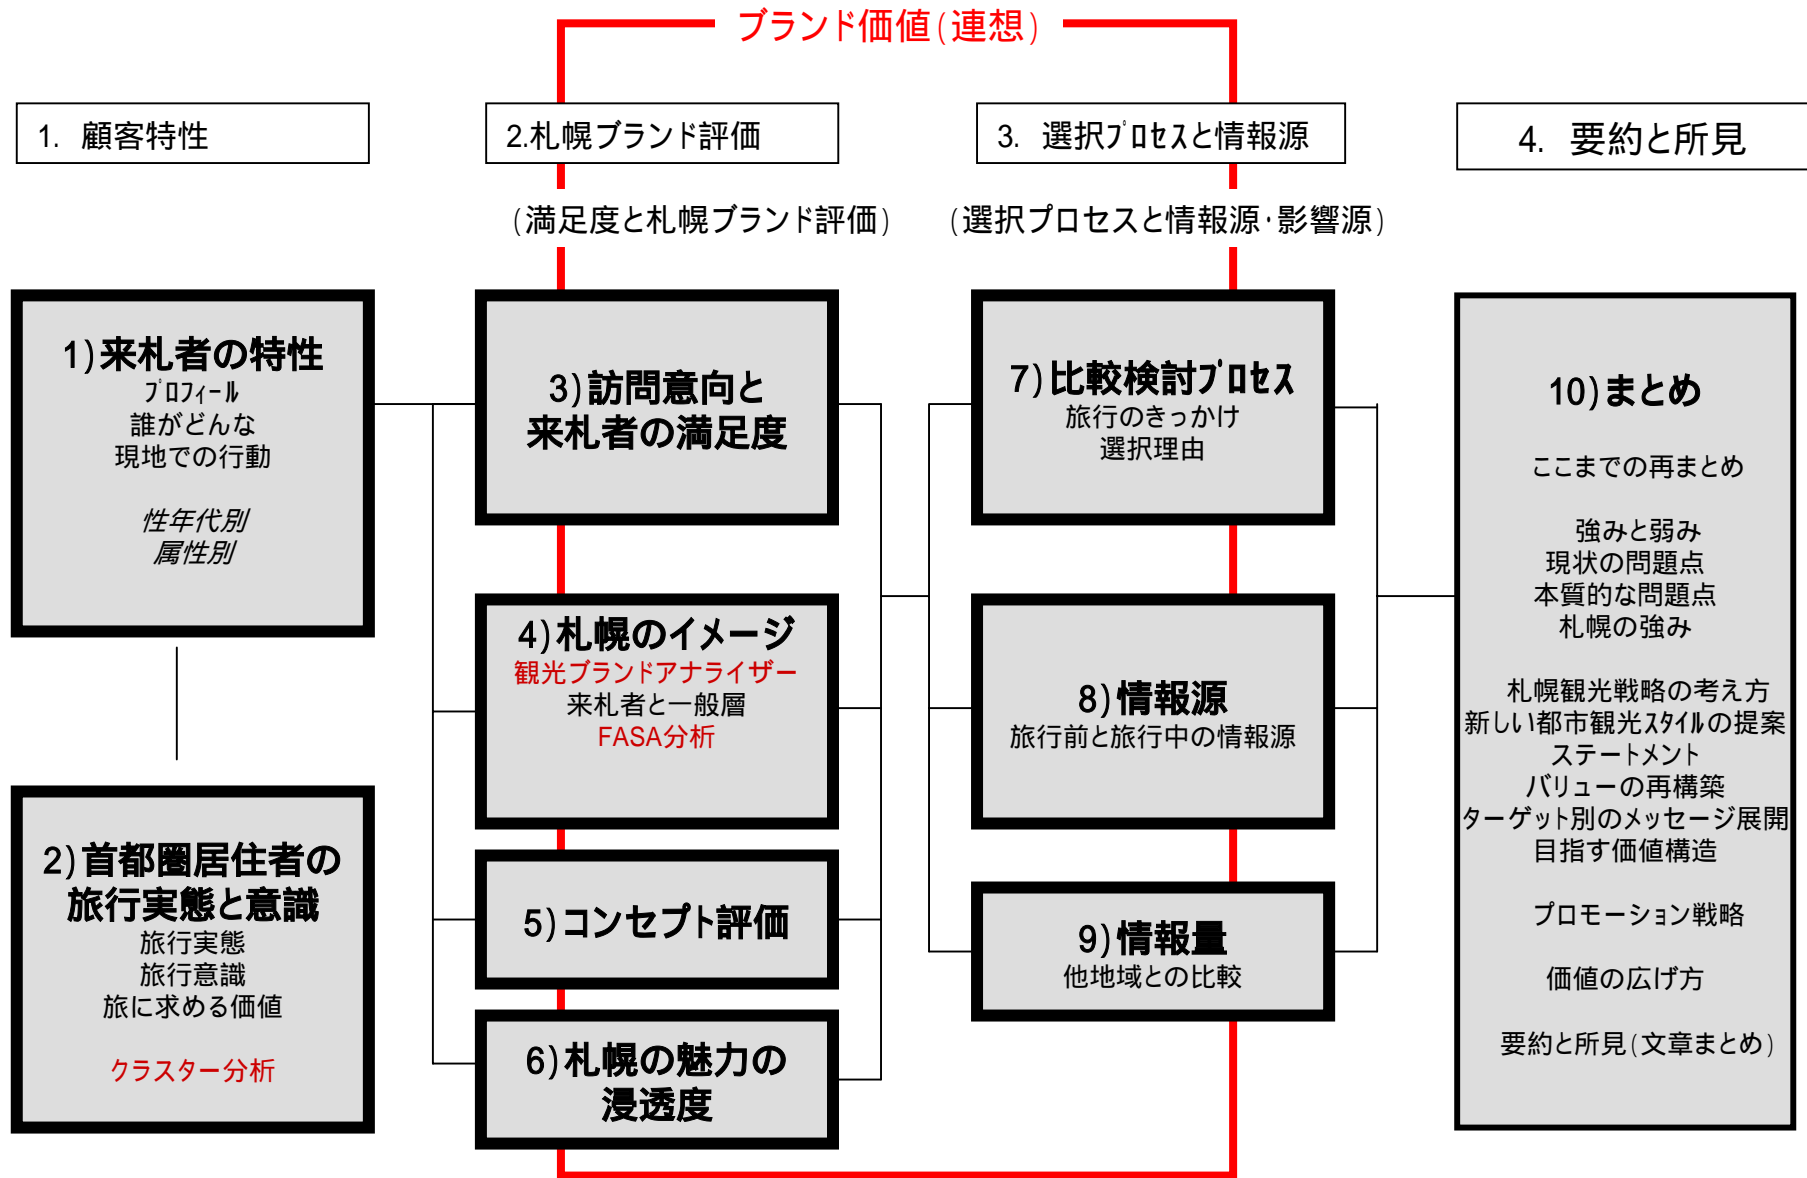 ブランド価値(連想)
1. 顧客特性
2.札幌ブランド評価
3. 選択ﾌﾟﾛｾｽと情報源
4. 要約と所見
(満足度と札幌ブランド評価)
(選択プロセスと情報源･影響源)
1)来札者の特性
ﾌﾟﾛﾌｨｰﾙ
誰がどんな
現地での行動
性年代別
属性別
2)首都圏居住者の
旅行実態と意識
旅行実態
旅行意識
旅に求める価値
クラスター分析
3)訪問意向と
来札者の満足度
4)札幌のイメージ
観光ブランドアナライザー
来札者と一般層
FASA分析
5)コンセプト評価
6)札幌の魅力の
浸透度
7)比較検討ﾌﾟﾛｾｽ
旅行のきっかけ
選択理由
8)情報源
旅行前と旅行中の情報源
9)情報量
他地域との比較
10)まとめ
ここまでの再まとめ
強みと弱み
現状の問題点
本質的な問題点
札幌の強み
札幌観光戦略の考え方
新しい都市観光ｽﾀｲﾙの提案
ステートメント
バリューの再構築
ターゲット別のメッセージ展開
目指す価値構造
プロモーション戦略
価値の広げ方
要約と所見(文章まとめ)